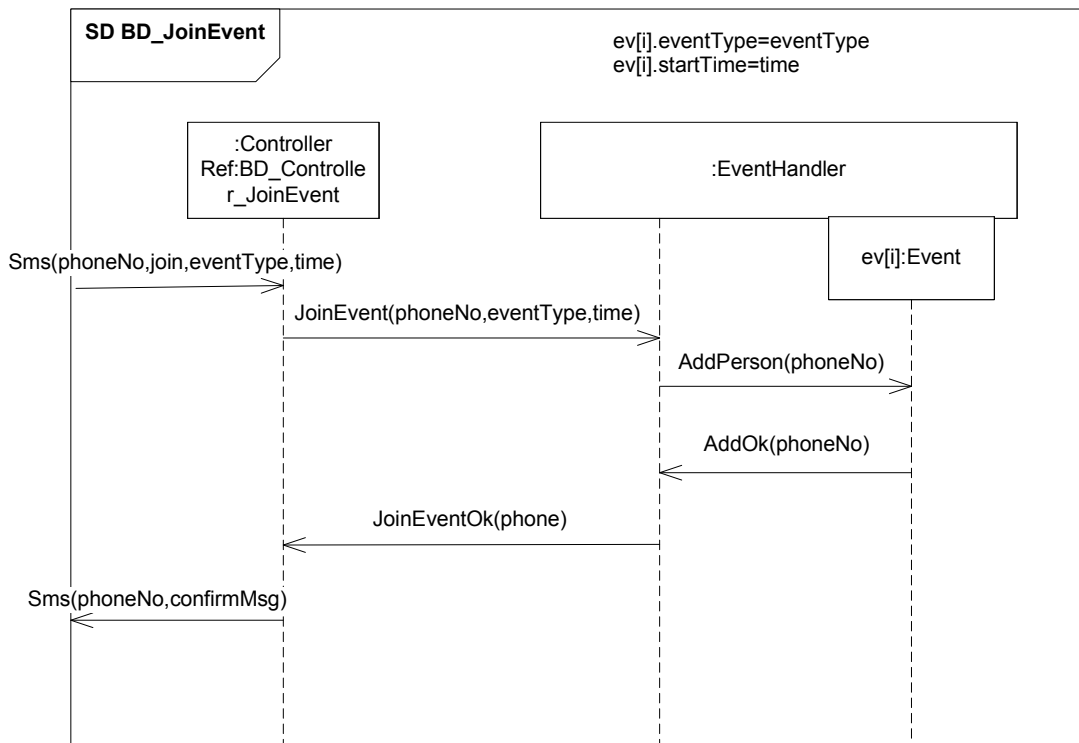 SD BD_JoinEvent
ev[i].eventType=eventType
ev[i].startTime=time
:Controller
Ref:BD_Controlle
r_JoinEvent
:EventHandler
ev[i]:Event
Sms(phoneNo,join,eventType,time)
JoinEvent(phoneNo,eventType,time)
AddPerson(phoneNo)
AddOk(phoneNo)
JoinEventOk(phone)
Sms(phoneNo,confirmMsg)